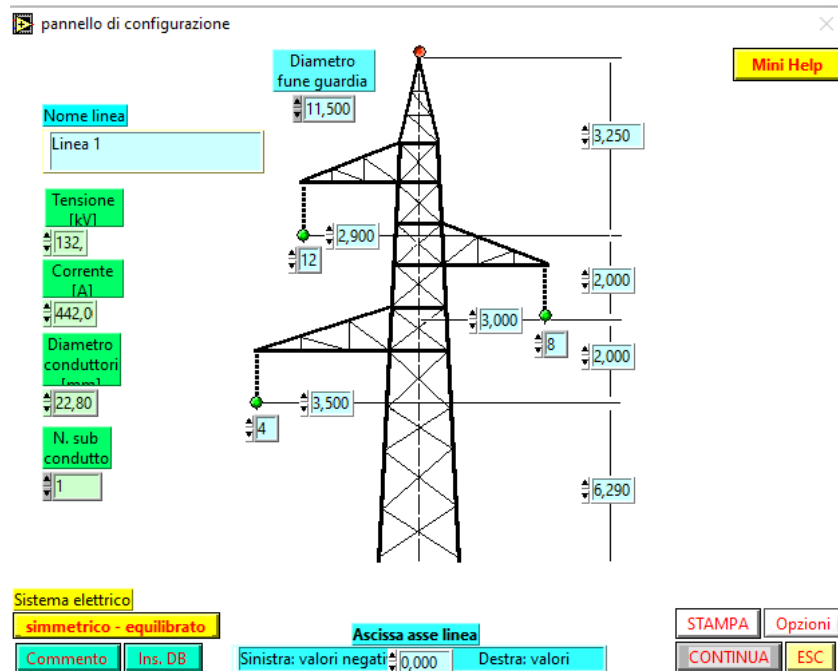 pannello di configurazione
Mini Help
Diametro
fune guardia
11,500
Nome linea
Linea 1
3,250
Tensione
[kV]
132,
2,900
12
Corrente
[A]
442,0
2,000
3,000
8
Diametro
conduttori
[mm]
22,80
2,000
3,500
4
N. sub
condutto
1
6,290
Sistema elettrico
simmetrico - equilibrato
Commento
Ins. DB
Ascissa asse linea
Sinistra: valori negati
0,000
Destra: valori
STAMPA
Opzioni
CONTINUA
ESC